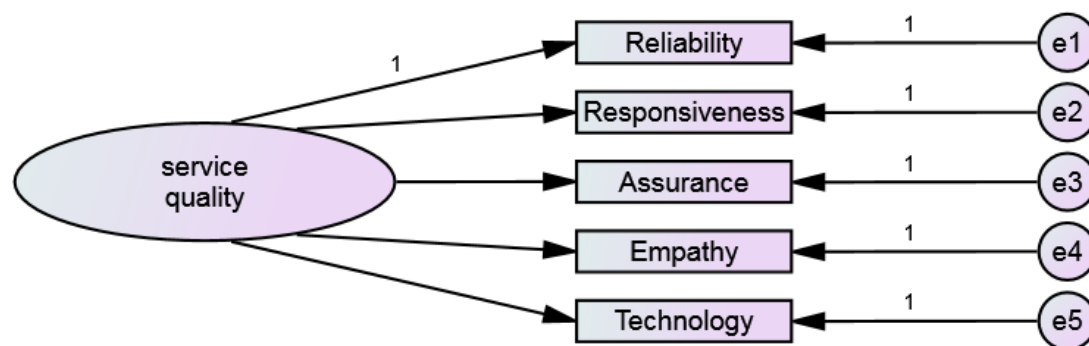 Reliability
1
e1
1
Responsiveness
1
e2
service
quality
Assurance
1
e3
Empathy
1
e4
Technology
1
e5